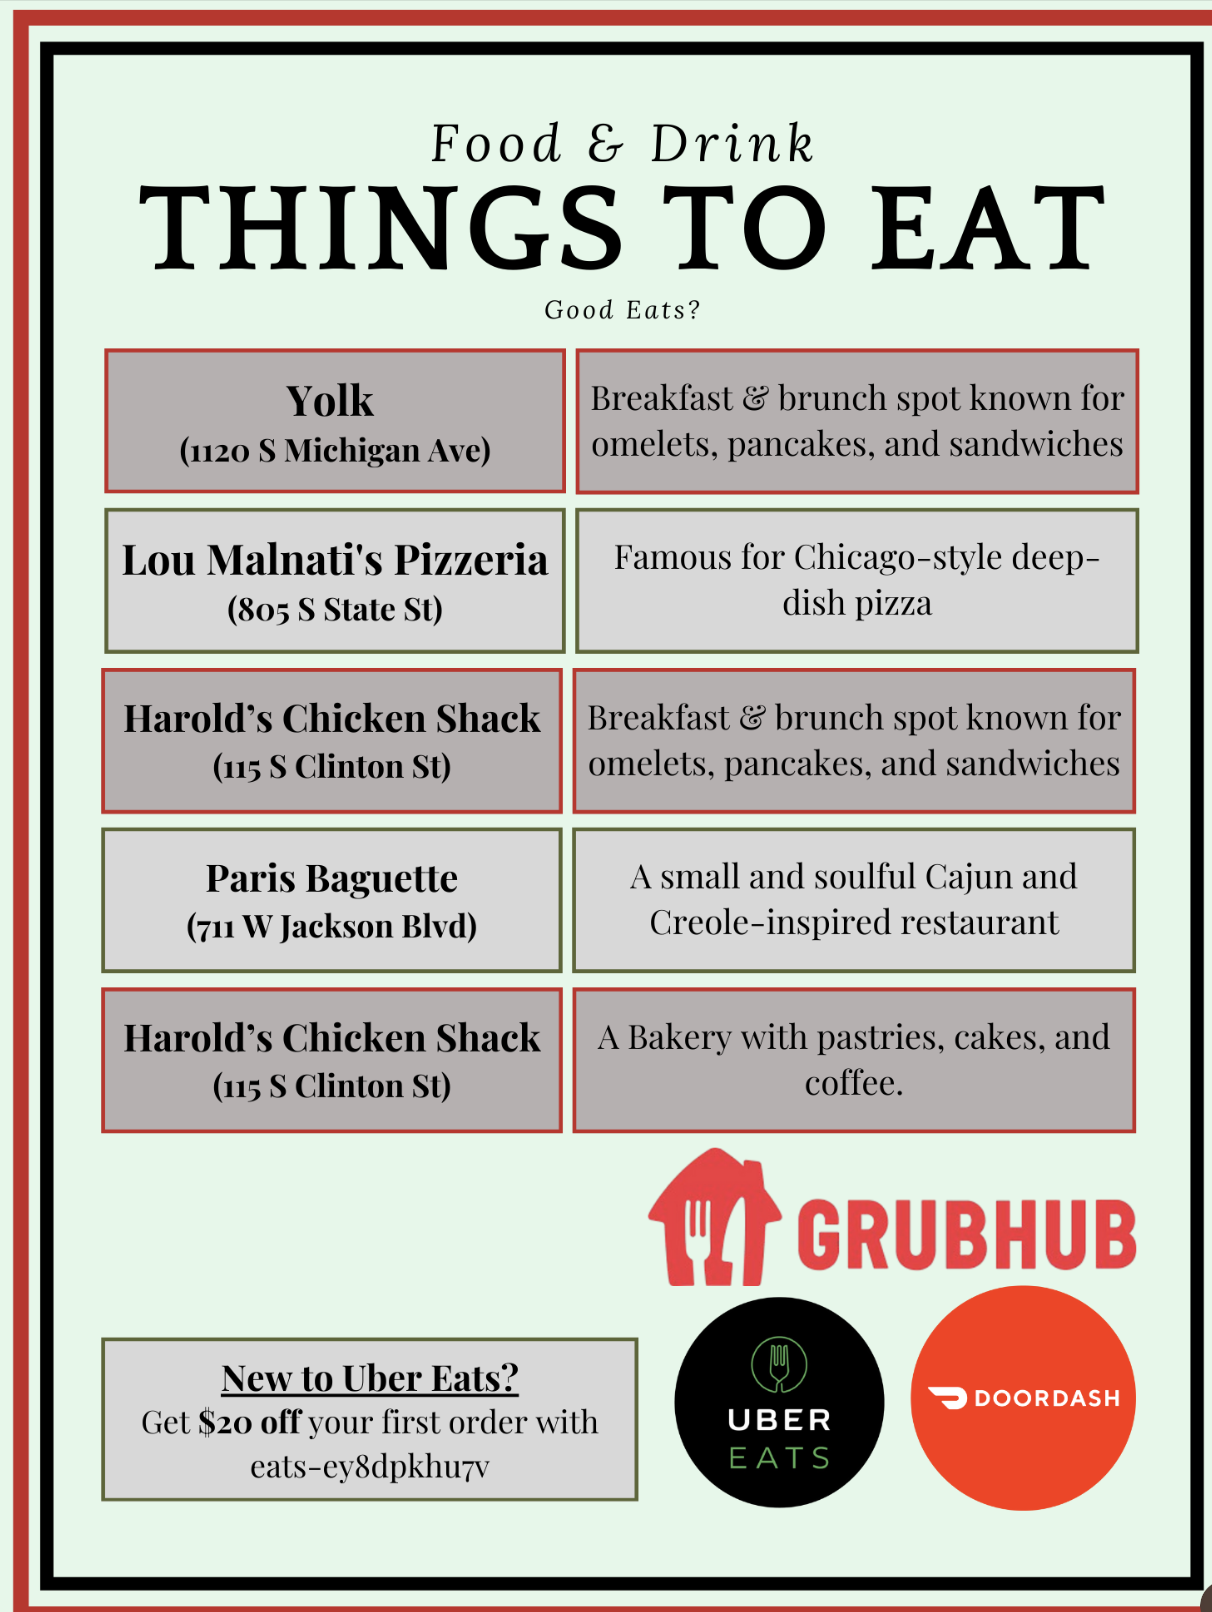 Food & Drink
THINGS TO EAT
Good Eats?
Yolk
(1120 S Michigan Ave)
Breakfast & brunch spot known for
omelets, pancakes, and sandwiches
Lou Malnati's Pizzeria
(805 S State St)
Famous for Chicago-style deep-
dish pizza
Harold’s Chicken Shack
(115 S Clinton St)
Breakfast & brunch spot known for
omelets, pancakes, and sandwiches
Paris Baguette
(711 W Jackson Blvd)
A small and soulful Cajun and
Creole-inspired restaurant
Harold’s Chicken Shack
(115 S Clinton St)
A Bakery with pastries, cakes, and
coffee.
GRUBHUB
New to Uber Eats?
Get $20 off your first order with
eats-ey8dpkhu7v
UBER
EATS
DOORDASH